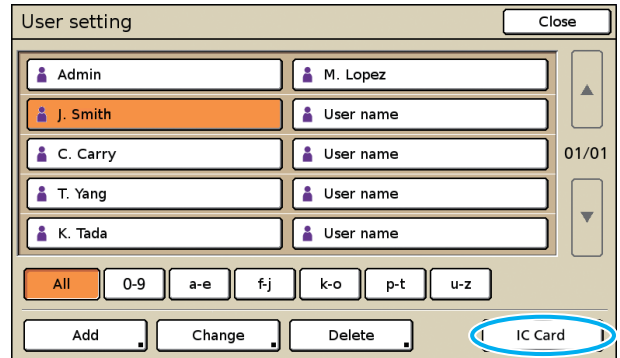 User setting Close
Admin M. Lopez
J. Smith User name
C. Carry User name
01/01
T. Yang User name
K. Tada User name
All 0-9 a-e f-j k-o p-t u-z
Add Change Delete IC Card